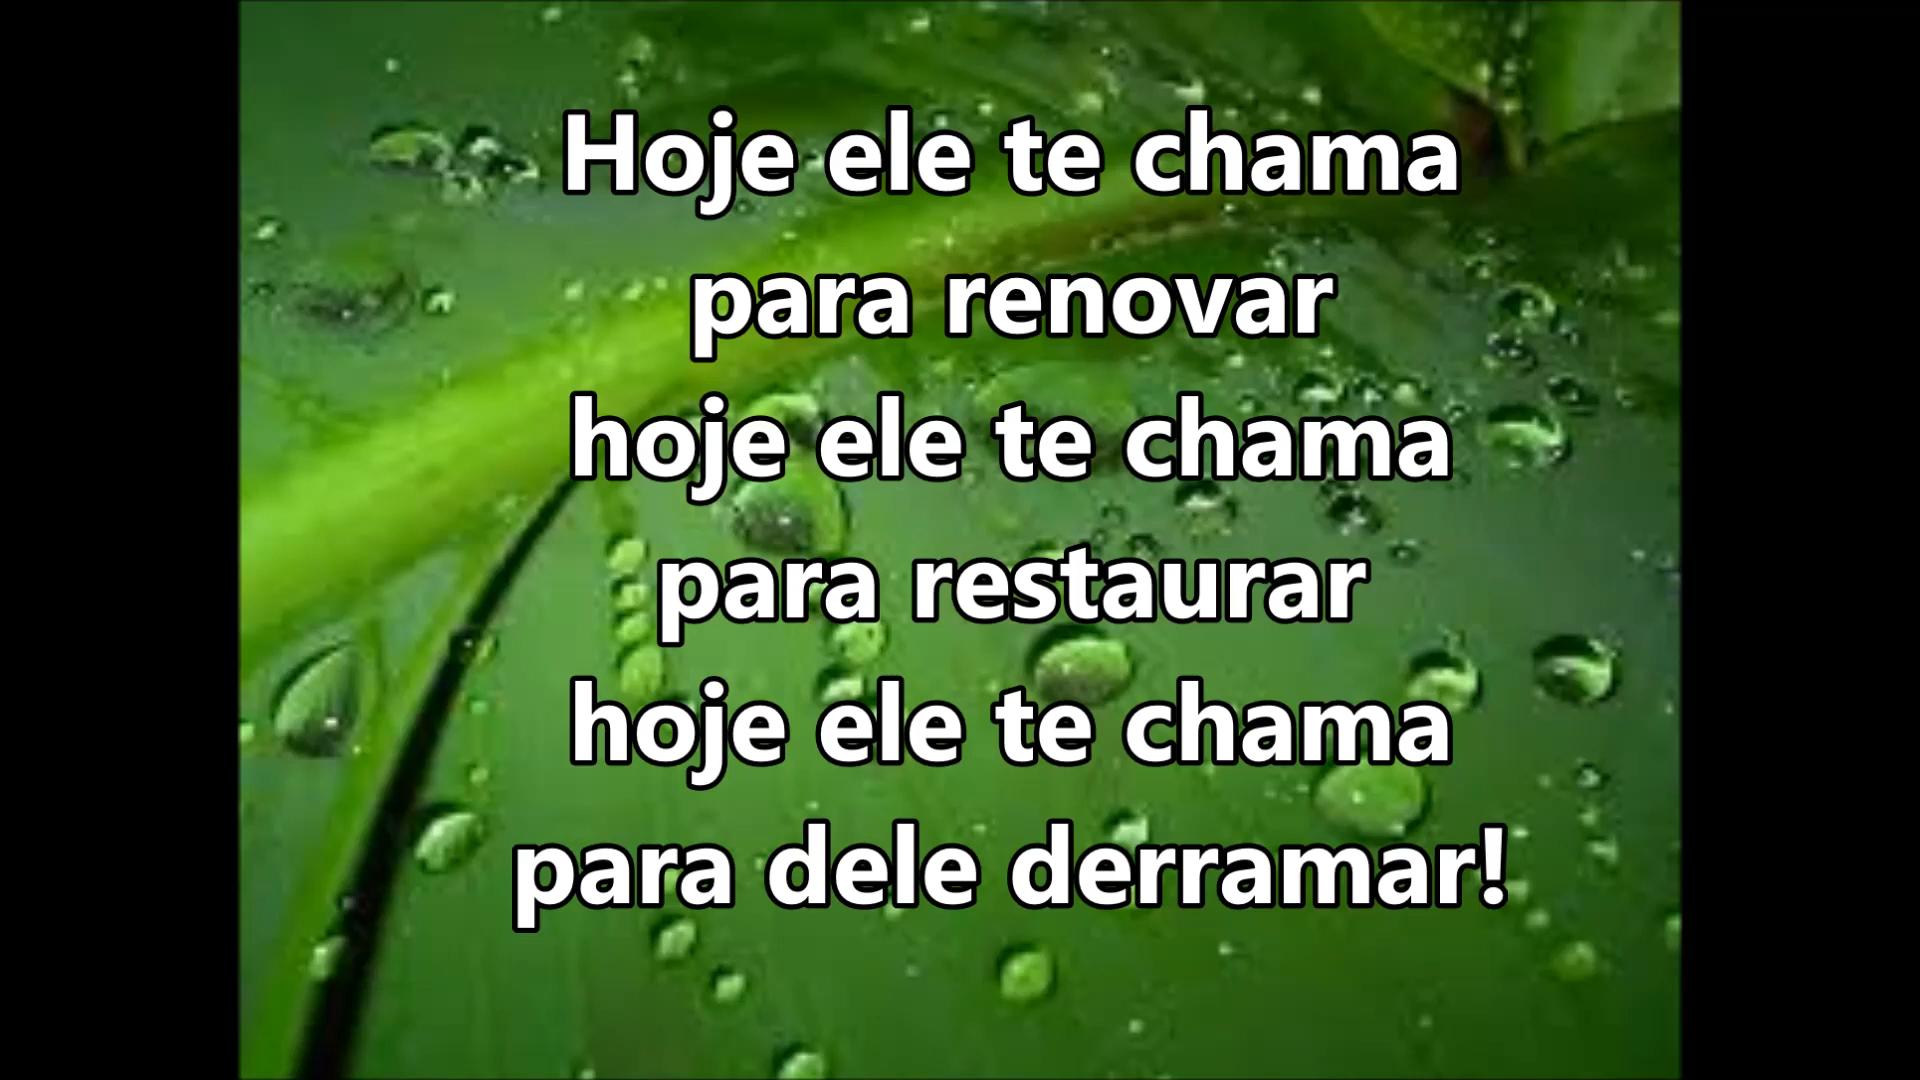 Hoje ele te chama
para renovar
hoje ele te chama
para restaurar
hoje ele te chama
para dele derramar!